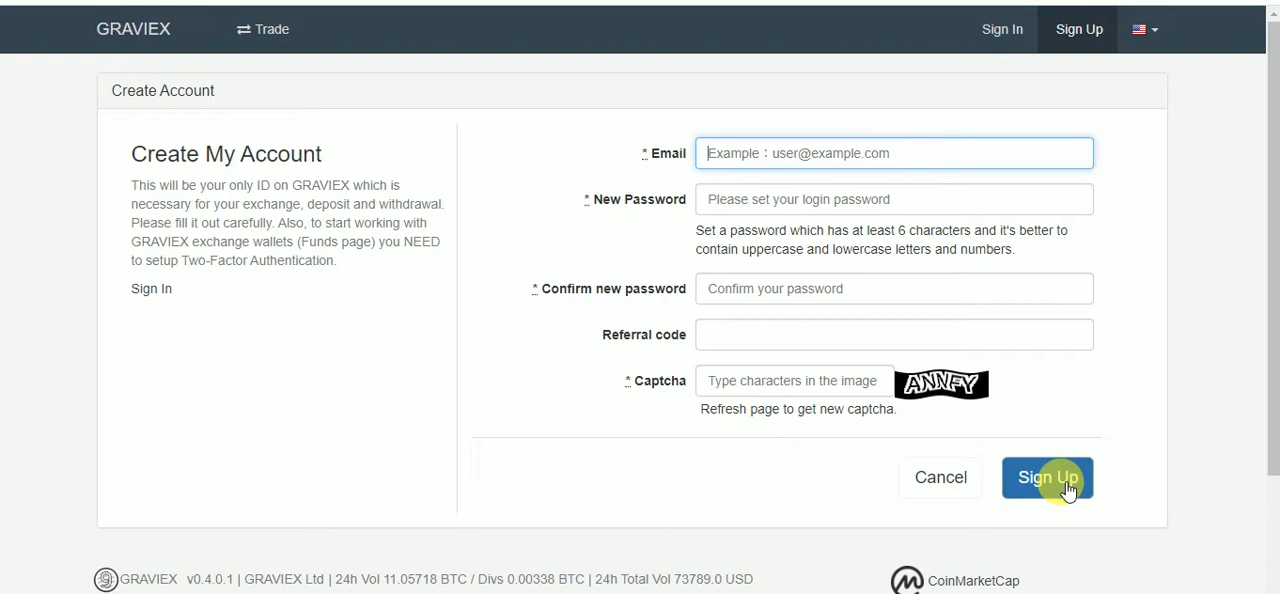 GRAVIEX
⇄ Trade
Sign In
Sign Up
Create Account
Create My Account
This will be your only ID on GRAVIEX which is
necessary for your exchange, deposit and withdrawal.
Please fill it out carefully. Also, to start working with
GRAVIEX exchange wallets (Funds page) you NEED
to setup Two-Factor Authentication.
Sign In
* Email
Example：user@example.com
* New Password
Please set your login password
Set a password which has at least 6 characters and it's better to
contain uppercase and lowercase letters and numbers.
* Confirm new password
Confirm your password
Referral code
* Captcha
Type characters in the image
ANNFY
Refresh page to get new captcha.
Cancel
Sign Up
GRAVIEX v0.4.0.1 | GRAVIEX Ltd | 24h Vol 11.05718 BTC / Divs 0.00338 BTC | 24h Total Vol 73789.0 USD
CoinMarketCap